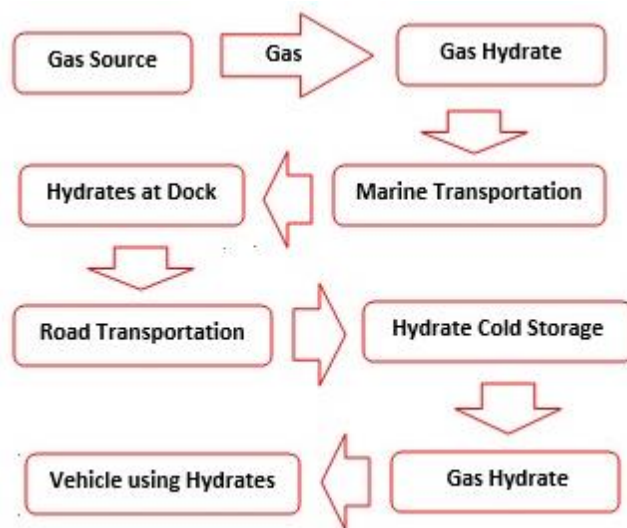 Gas Source
Gas
Gas Hydrate
Marine Transportation
Hydrates at Dock
Road Transportation
Hydrate Cold Storage
Gas Hydrate
Vehicle using Hydrates